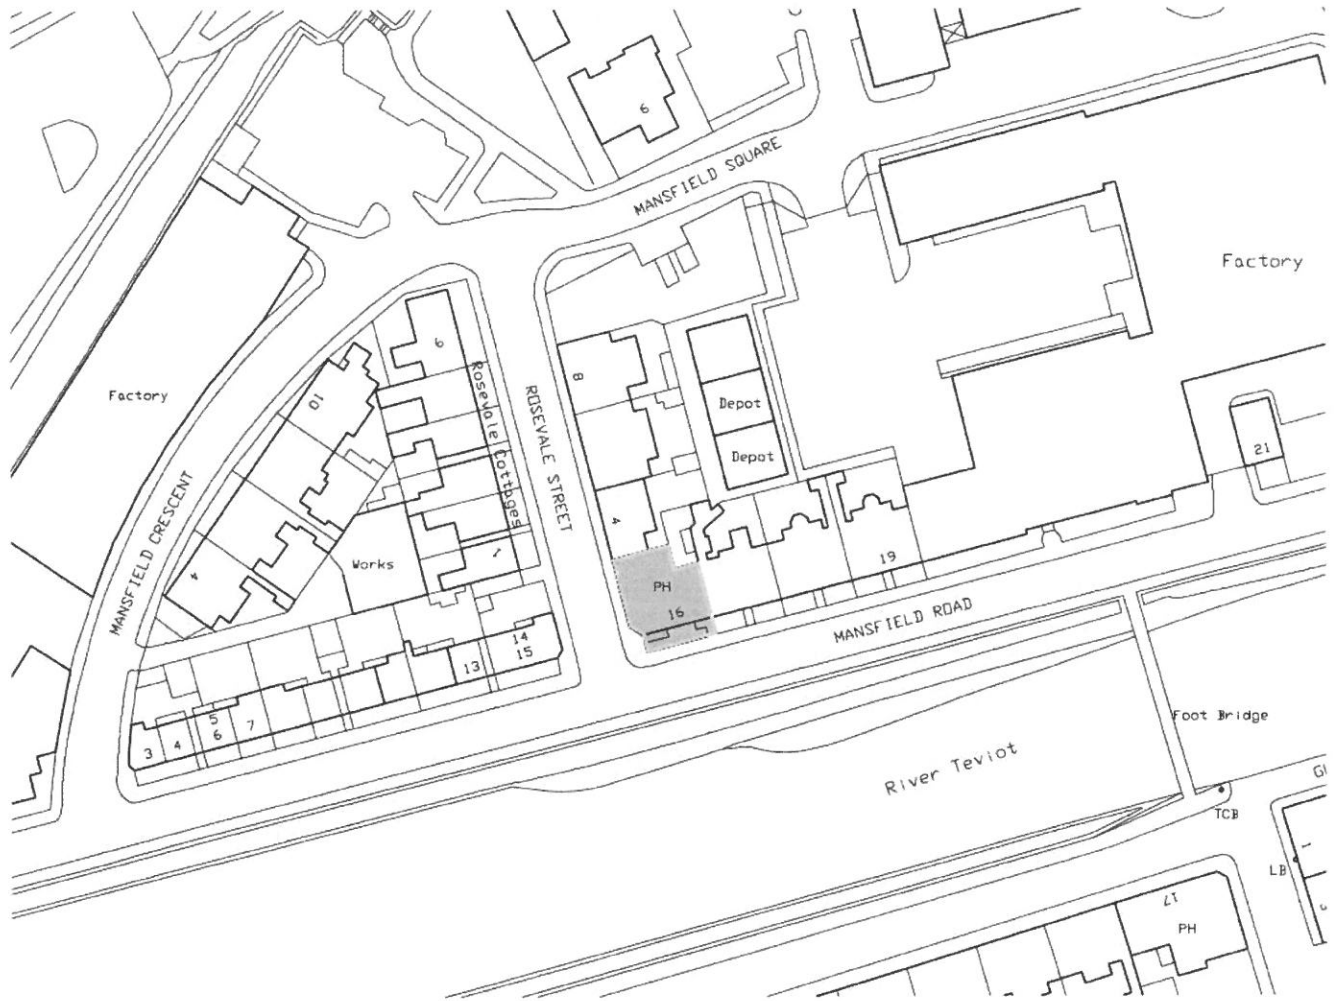 6
MANSFIELD SQUARE
Factory
Factory
6
10
Rosevale Cottages
ROSEVALE STREET
8
Depot
Depot
21
MANSFIELD CRESCENT
4
Works
1
4
PH
16
19
MANSFIELD ROAD
14
15
13
3
4
5
6
7
Foot Bridge
River Teviot
TCB
LB
1
17
PH